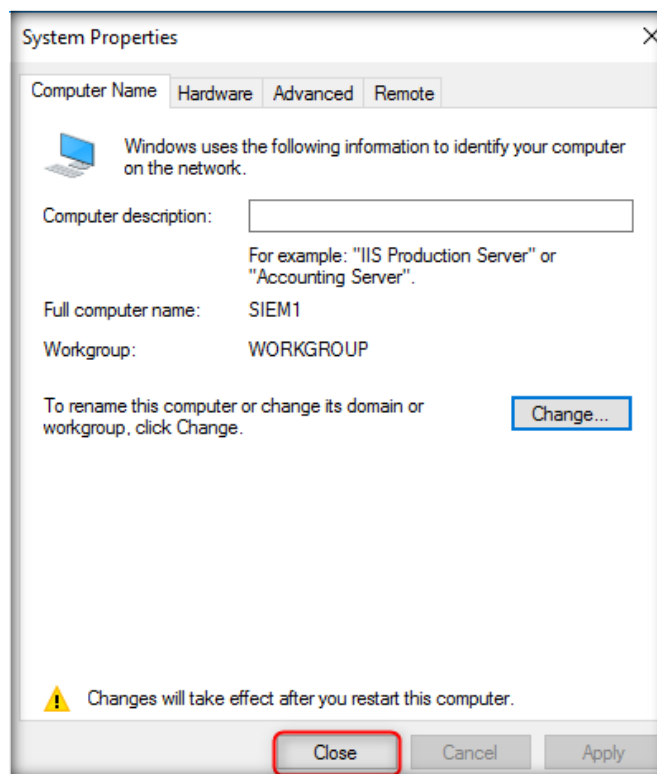 System Properties
Computer Name Hardware Advanced Remote
Windows uses the following information to identify your computer
on the network.
Computer description:
For example: "IIS Production Server" or
"Accounting Server".
Full computer name: SIEM1
Workgroup: WORKGROUP
To rename this computer or change its domain or
workgroup, click Change.
Change...
Changes will take effect after you restart this computer.
Close Cancel Apply